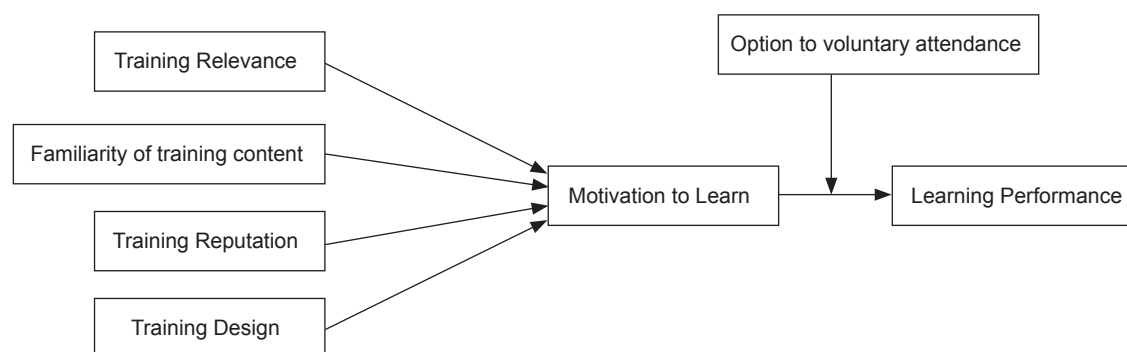 Option to voluntary attendance
Training Relevance
Familiarity of training content
Motivation to Learn
Learning Performance
Training Reputation
Training Design